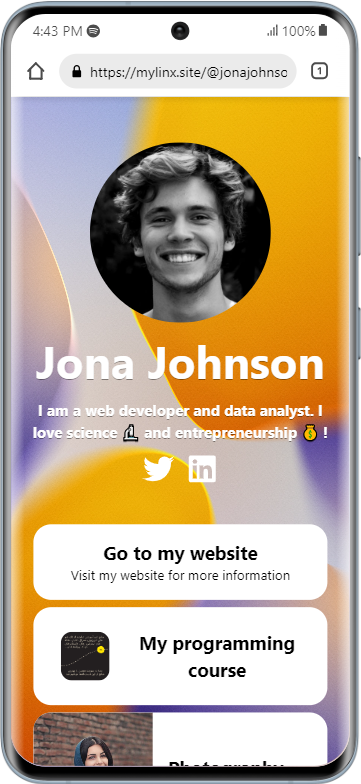 4:43 PM 100%
https://mylinx.site/@jonajohnso
1
Jona Johnson
I am a web developer and data analyst. I
love science 🔬 and entrepreneurship 💰 !
in
Go to my website
Visit my website for more information
My programming
course
Photography